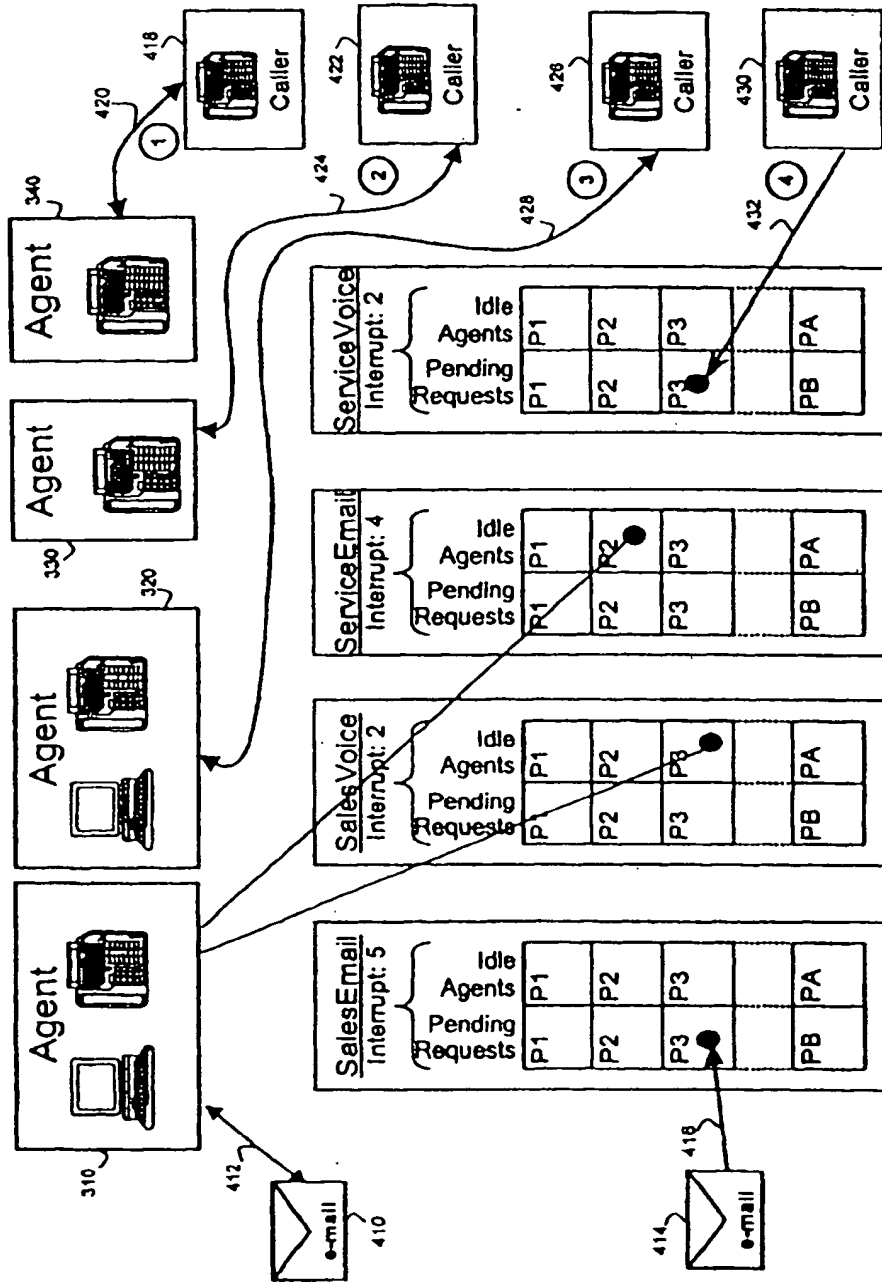 310
Agent
320
Agent
330
Agent
340
Agent
412
e-mail
410
420
1
418
Caller
424
2
422
Caller
428
3
426
Caller
432
4
430
Caller
414
e-mail
418
SalesEmail
Interrupt: 5
Pending Requests
Idle Agents
P1 P1
P2 P2
P3 P3
PB PA
SalesVoice
Interrupt: 2
Pending Requests
Idle Agents
P1 P1
P2 P2
P3 P3
PB PA
ServiceEmail
Interrupt: 4
Pending Requests
Idle Agents
P1 P1
P2 P2
P3 P3
PB PA
ServiceVoice
Interrupt: 2
Pending Requests
Idle Agents
P1 P1
P2 P2
P3 P3
PB PA